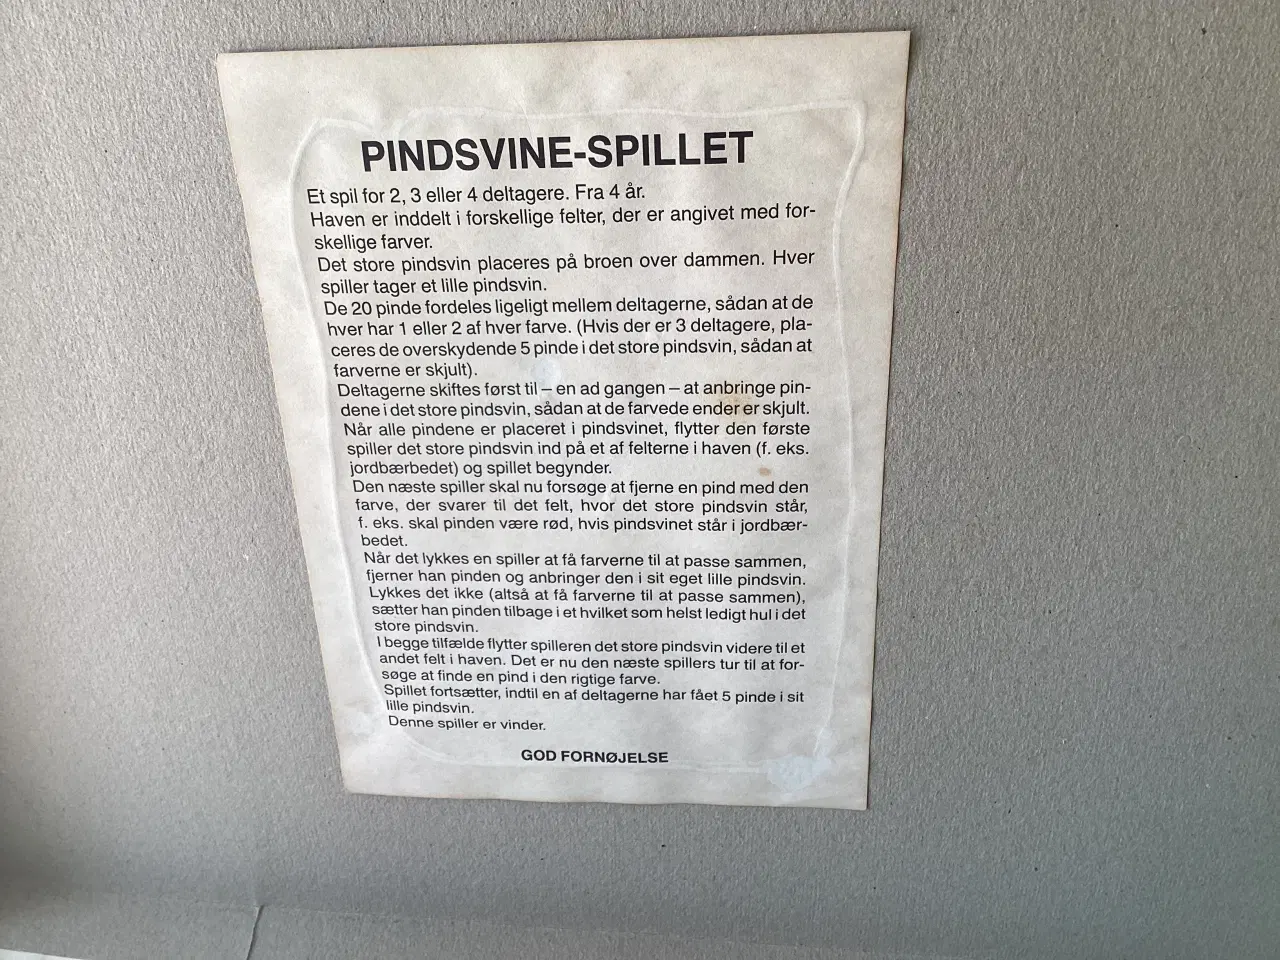 PINDSVINE-SPILLET
Et spil for 2, 3 eller 4 deltagere. Fra 4 år.
Haven er inddelt i forskellige felter, der er angivet med for-
skellige farver.
Det store pindsvin placeres på broen over dammen. Hver
spiller tager et lille pindsvin.
De 20 pinde fordeles ligeligt mellem deltagerne, sådan at de
hver har 1 eller 2 af hver farve. (Hvis der er 3 deltagere, pla-
ceres de overskydende 5 pinde i det store pindsvin, sådan at
farverne er skjult).
Deltagerne skiftes først til – en ad gangen – at anbringe pin-
dene i det store pindsvin, sådan at de farvede ender er skjult.
Når alle pindene er placeret i pindsvinet, flytter den første
spiller det store pindsvin ind på et af felterne i haven (f. eks.
jordbærbedet) og spillet begynder.
Den næste spiller skal nu forsøge at fjerne en pind med den
farve, der svarer til det felt, hvor det store pindsvin står,
f. eks. skal pinden være rød, hvis pindsvinet står i jordbær-
bedet.
Når det lykkes en spiller at få farverne til at passe sammen,
fjerner han pinden og anbringer den i sit eget lille pindsvin.
Lykkes det ikke (altså at få farverne til at passe sammen),
sætter han pinden tilbage i et hvilket som helst ledigt hul i det
store pindsvin.
I begge tilfælde flytter spilleren det store pindsvin videre til et
andet felt i haven. Det er nu den næste spillers tur til at for-
søge at finde en pind i den rigtige farve.
Spillet fortsætter, indtil en af deltagerne har fået 5 pinde i sit
lille pindsvin.
Denne spiller er vinder.
GOD FORNØJELSE